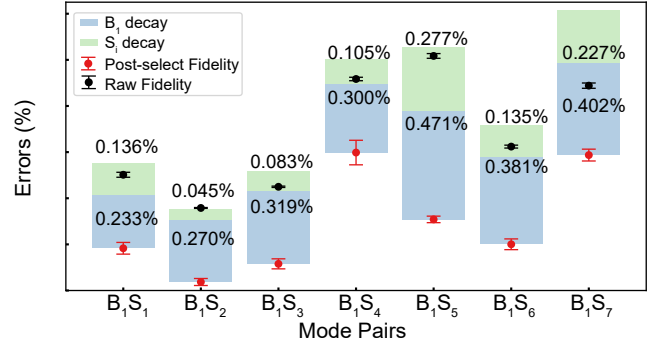 B₁ decay
Sᵢ decay
Post-select Fidelity
Raw Fidelity
Errors (%)
0.136%
0.233%
0.045%
0.270%
0.083%
0.319%
0.105%
0.300%
0.277%
0.471%
0.135%
0.381%
0.227%
0.402%
B₁S₁ B₁S₂ B₁S₃ B₁S₄ B₁S₅ B₁S₆ B₁S₇
Mode Pairs